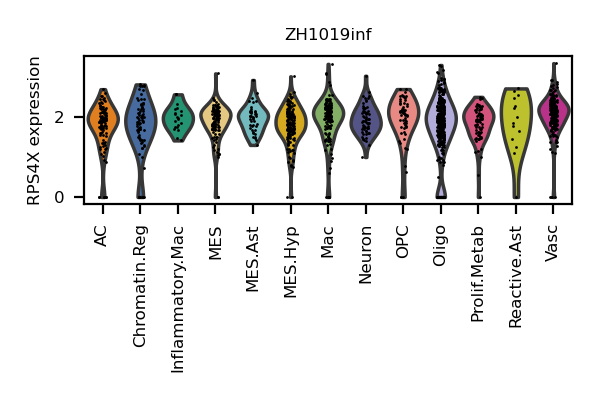 ZH1019inf
RPS4X expression
2
0
AC
Chromatin.Reg
Inflammatory.Mac
MES
MES.Ast
MES.Hyp
Mac
Neuron
OPC
Oligo
Prolif.Metab
Reactive.Ast
Vasc